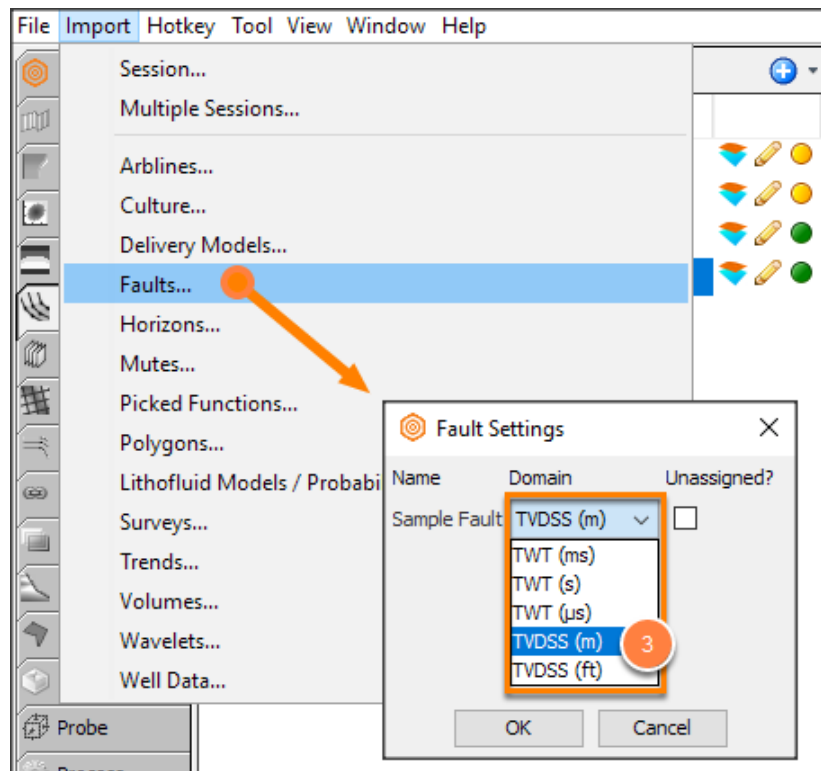 File Import Hotkey Tool View Window Help
Session...
Multiple Sessions...
Arblines...
Culture...
Delivery Models...
Faults...
Horizons...
Mutes...
Picked Functions...
Polygons...
Lithofluid Models / Probabi
Surveys...
Trends...
Volumes...
Wavelets...
Well Data...
Probe
Fault Settings
Name Domain Unassigned?
Sample Fault TVDSS (m)
TWT (ms)
TWT (s)
TWT (μs)
TVDSS (m) 3
TVDSS (ft)
OK Cancel